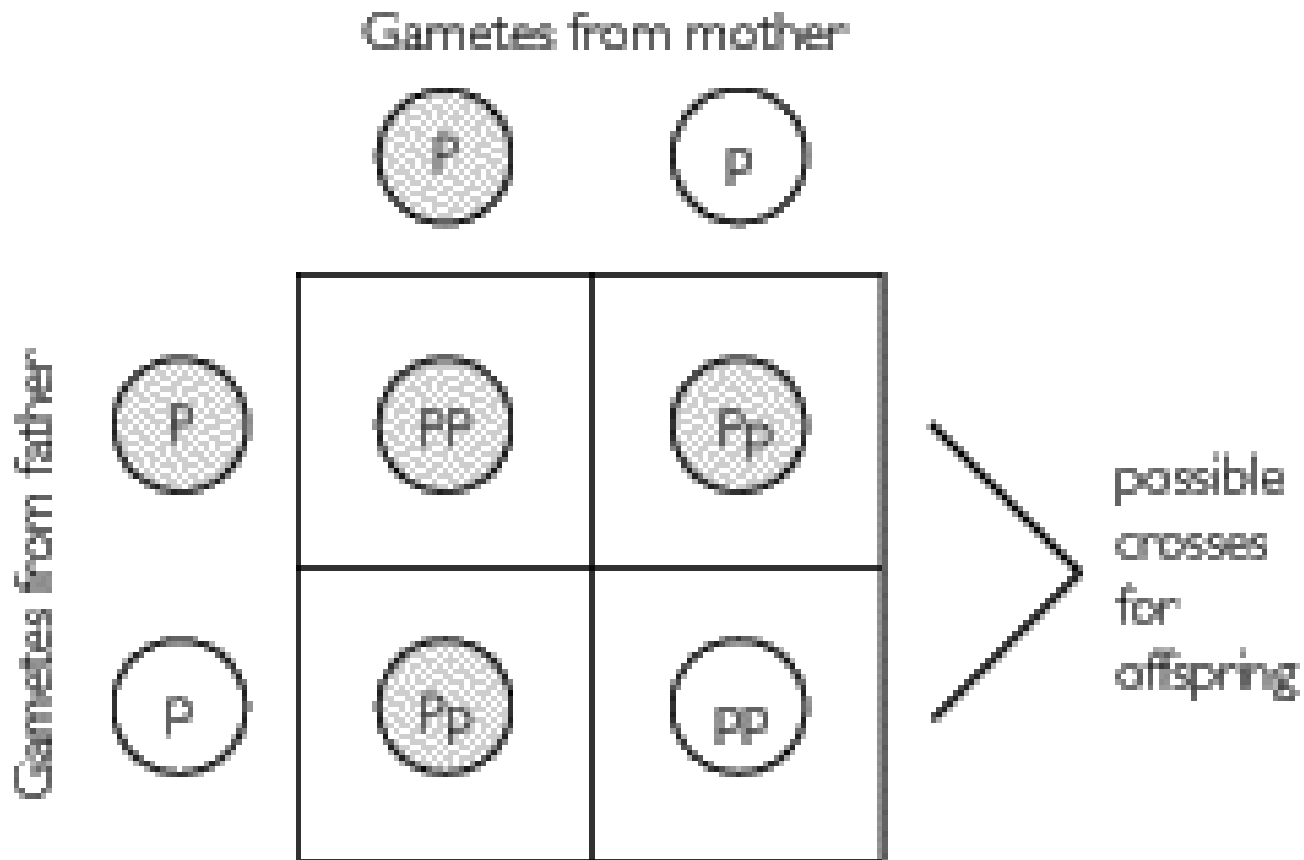 Gametes from mother
P p
Gametes from father
P PP Pp
p Pp pp
possible
crosses
for
offspring